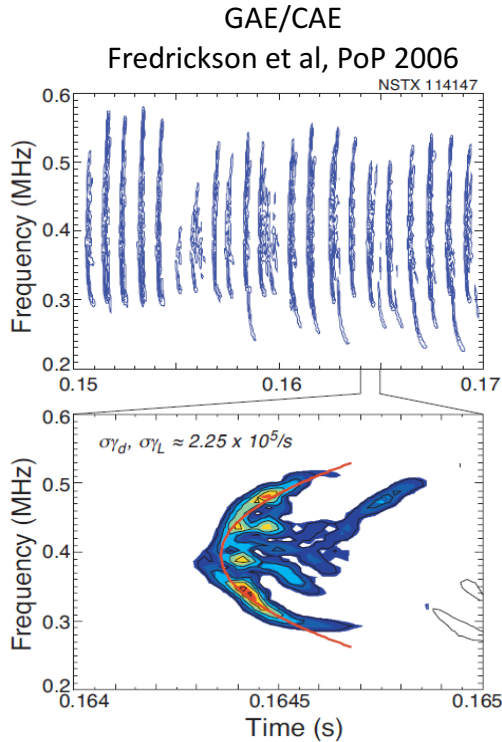 GAE/CAE
Fredrickson et al, PoP 2006
NSTX 114147
Frequency (MHz)
0.6
0.5
0.4
0.3
0.2
0.15 0.16 0.17
σγd, σγL ≈ 2.25 x 10⁵/s
Frequency (MHz)
0.6
0.5
0.4
0.3
0.2
0.164 0.1645 0.165
Time (s)